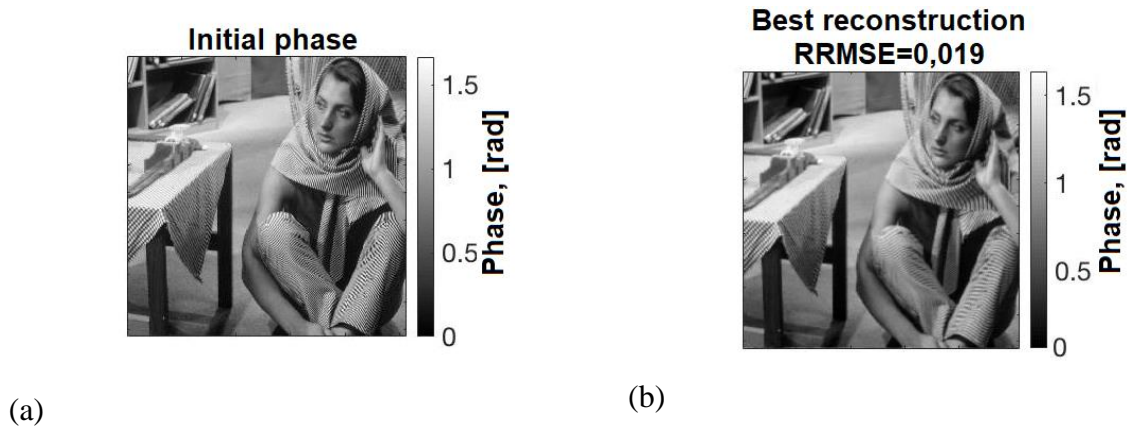 Initial phase
1.5
1
0.5
0
Phase, [rad]
(a)
Best reconstruction
RRMSE=0,019
1.5
1
0.5
0
Phase, [rad]
(b)